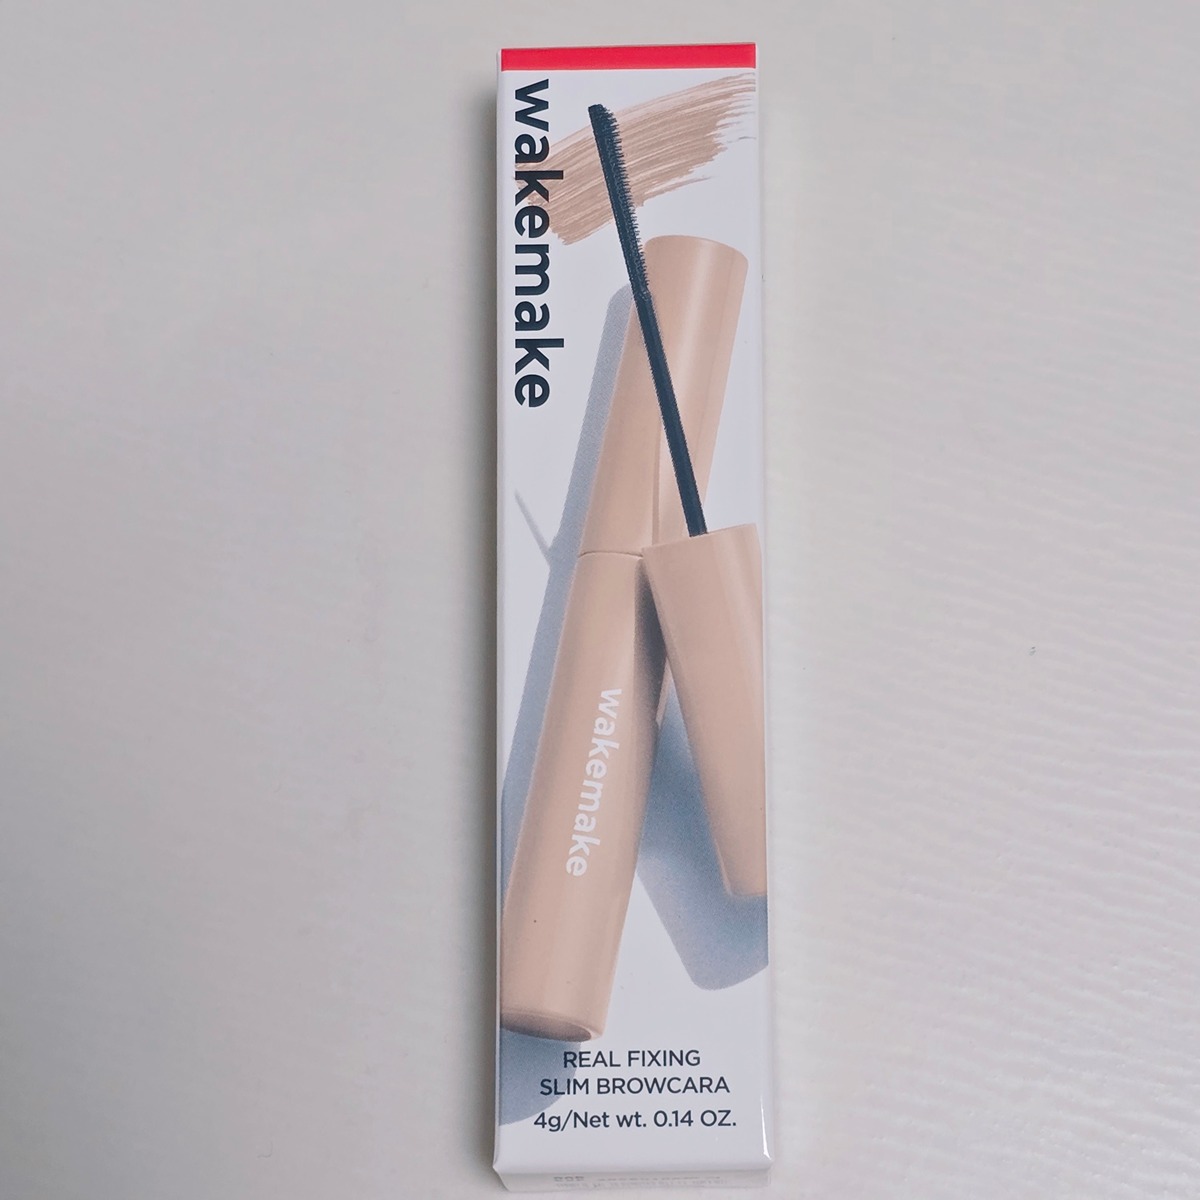 wakemake
wakemake
REAL FIXING
SLIM BROWCARA
4g/Net wt. 0.14 OZ.